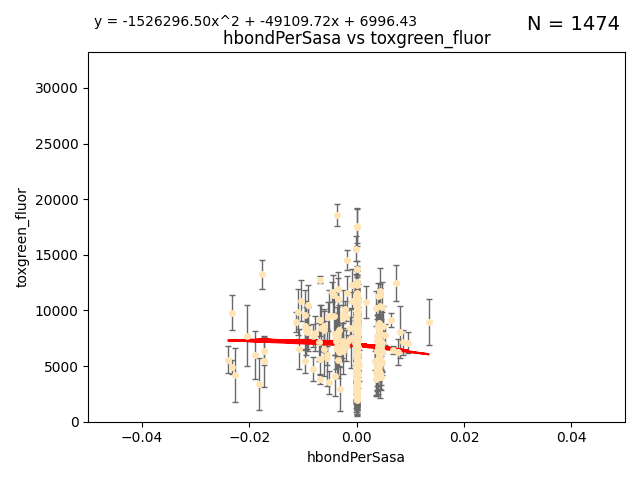 y = -1526296.50x^2 + -49109.72x + 6996.43
N = 1474
hbondPerSasa vs toxgreen_fluor
30000
25000
20000
15000
10000
5000
0
toxgreen_fluor
−0.04
−0.02
0.00
0.02
0.04
hbondPerSasa